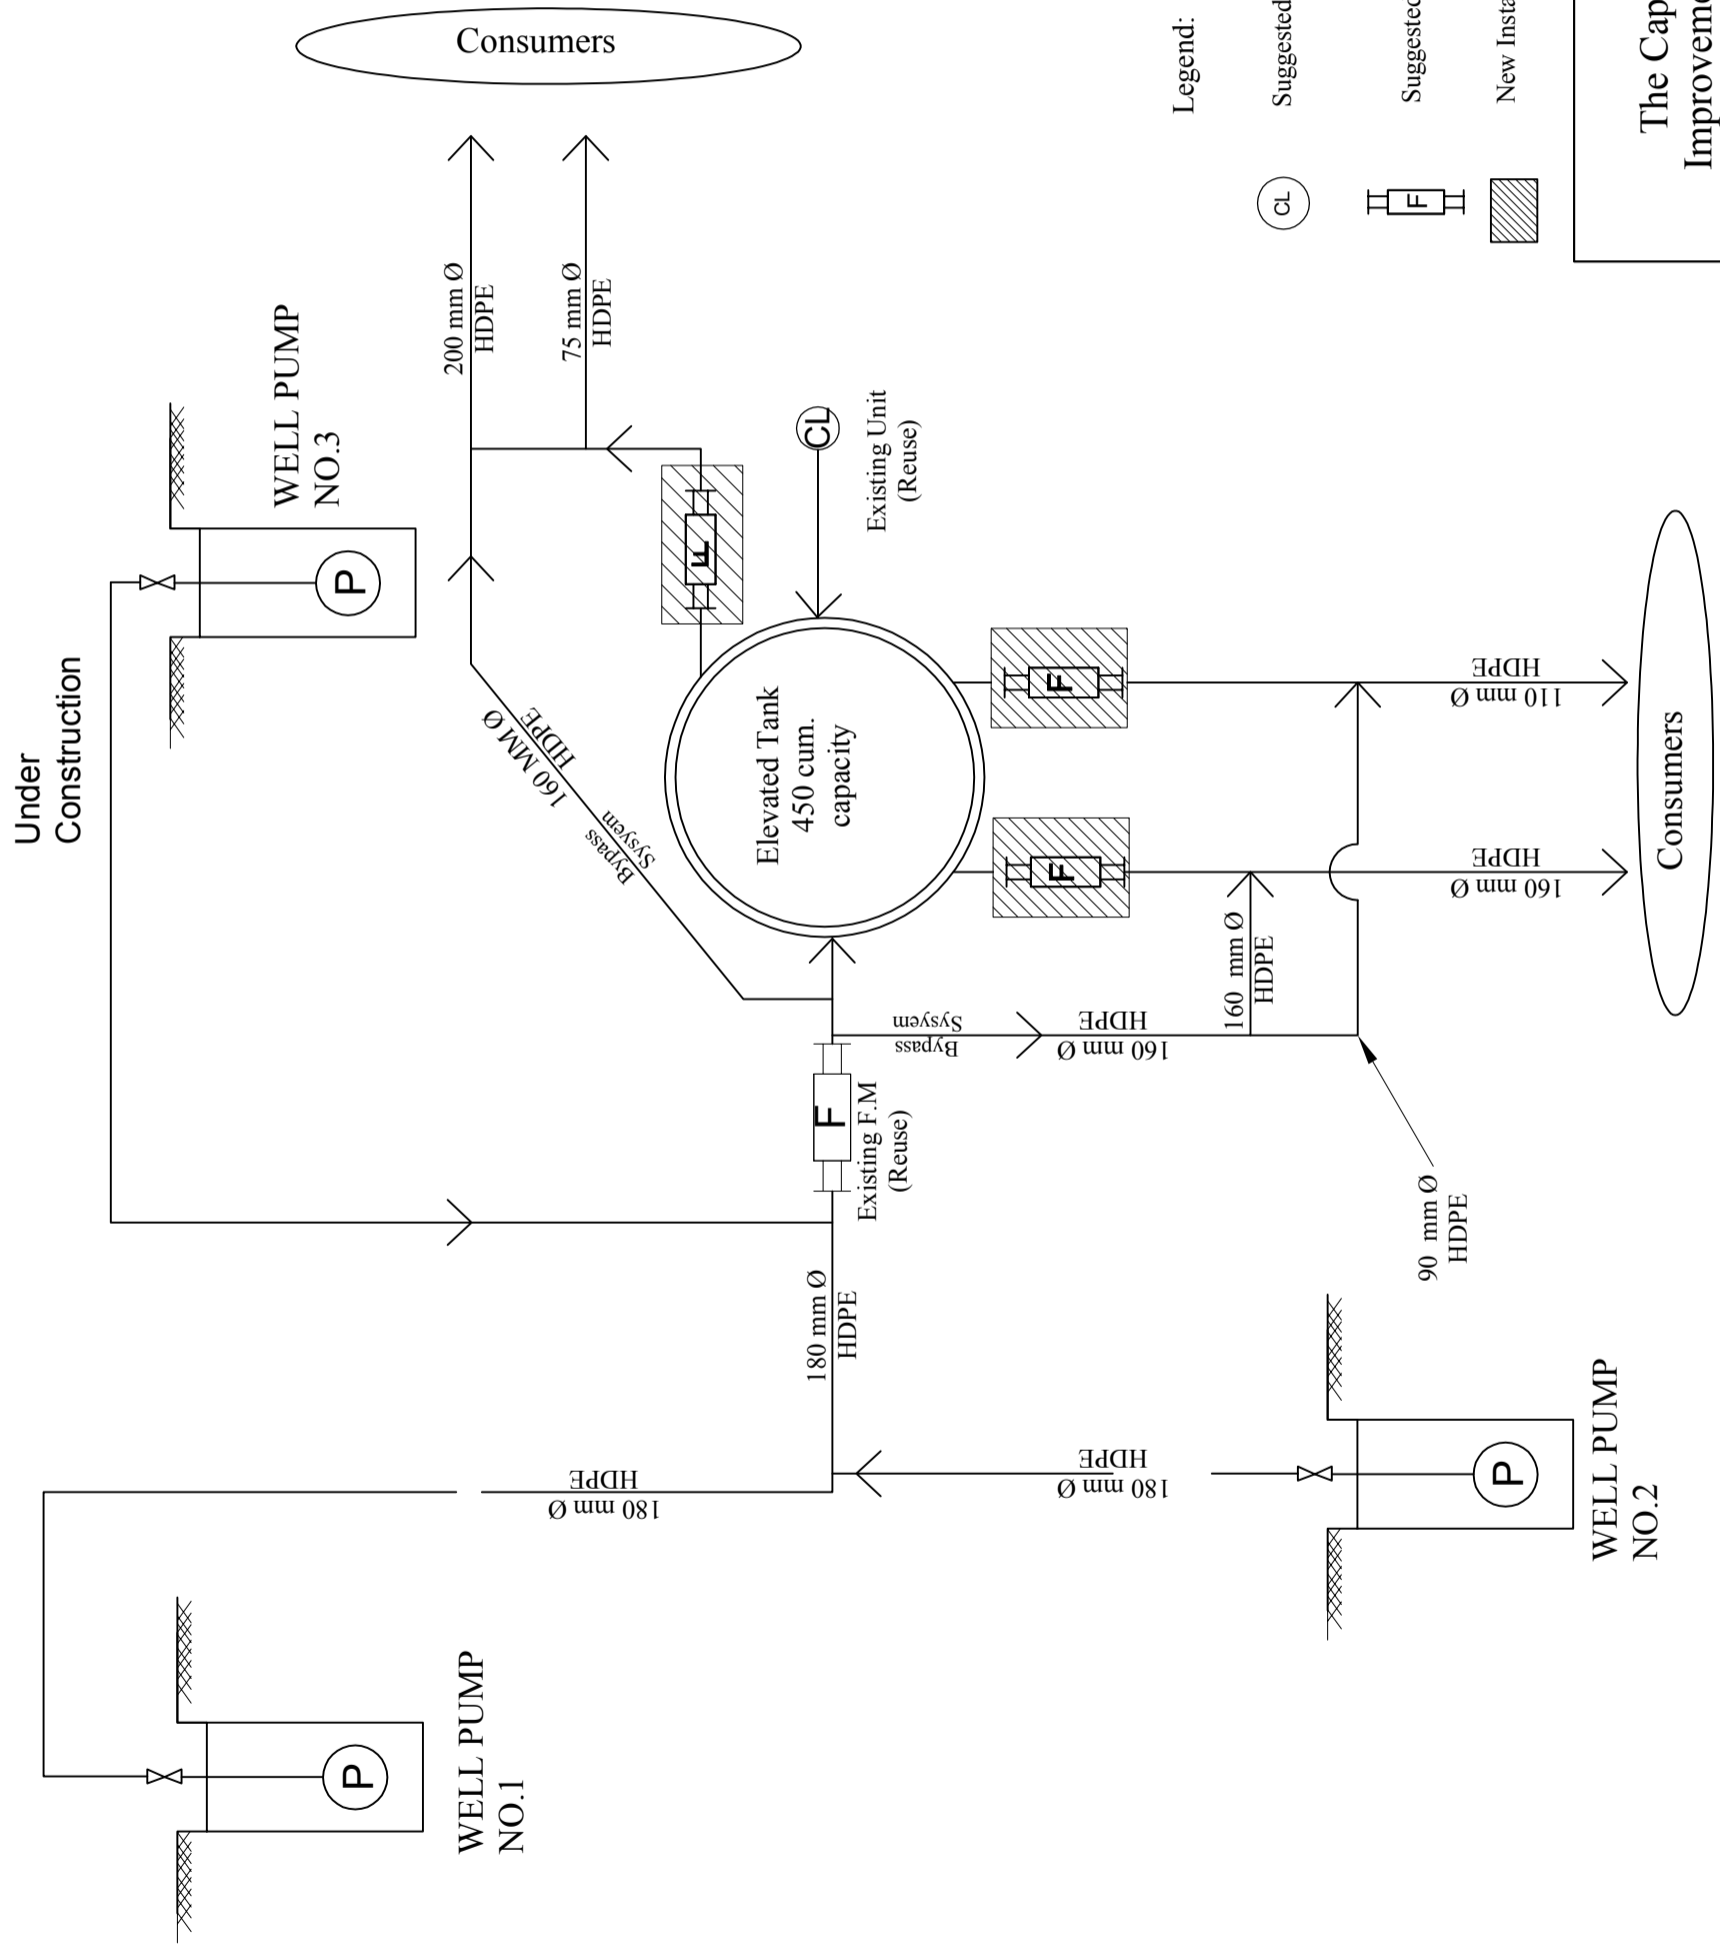 Under
Construction
Consumers
WELL PUMP
NO.3
P
200 mm Ø
HDPE
75 mm Ø
HDPE
160 MM Ø
HDPE
Bypass
Sysyem
F
CL
Existing Unit
(Reuse)
Elevated Tank
450 cum.
capacity
F
F
110 mm Ø
HDPE
160 mm Ø
HDPE
Consumers
160 mm Ø
HDPE
Bypass
Sysyem
160 mm Ø
HDPE
90 mm Ø
HDPE
F
Existing F.M
(Reuse)
180 mm Ø
HDPE
180 mm Ø
HDPE
180 mm Ø
HDPE
P
WELL PUMP
NO.1
P
WELL PUMP
NO.2
Legend:
CL
Suggested
F
Suggested
New Insta
The Cap
Improveme